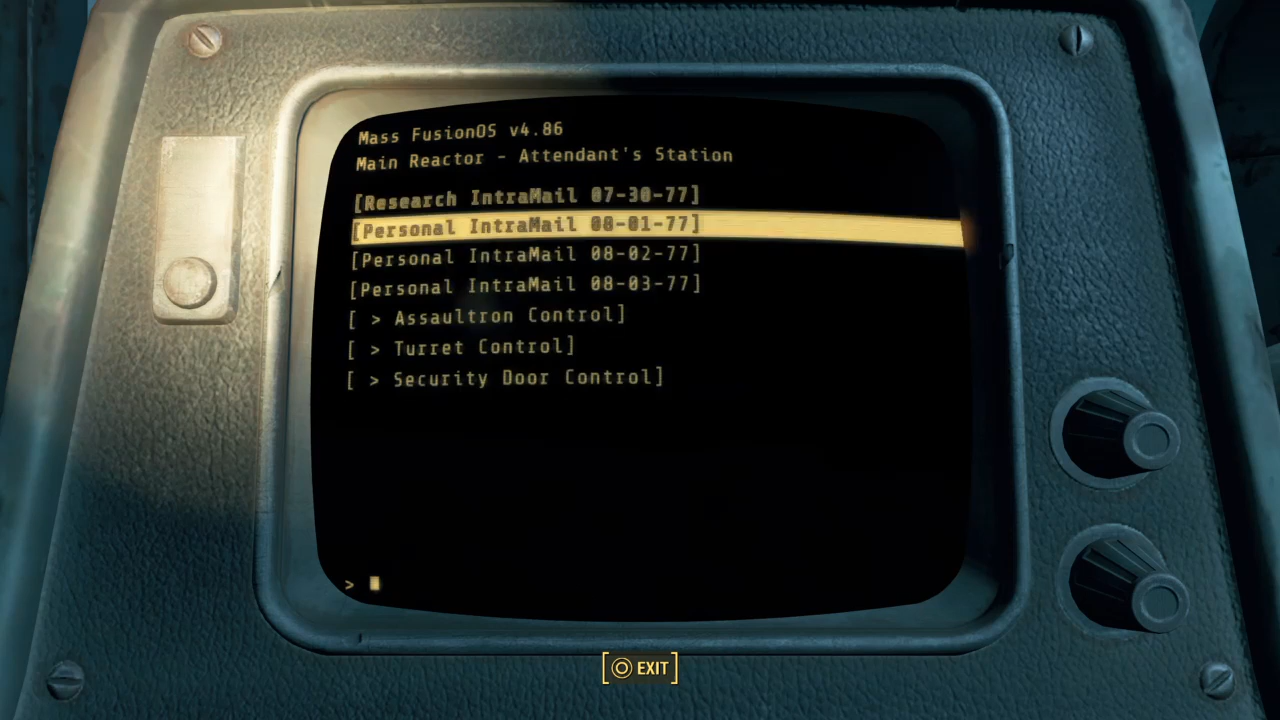 Mass FusionOS v4.86
Main Reactor - Attendant's Station
[Research IntraMail 07-30-77]
[Personal IntraMail 08-01-77]
[Personal IntraMail 08-02-77]
[Personal IntraMail 08-03-77]
[ > Assaultron Control]
[ > Turret Control]
[ > Security Door Control]
>
[ EXIT ]